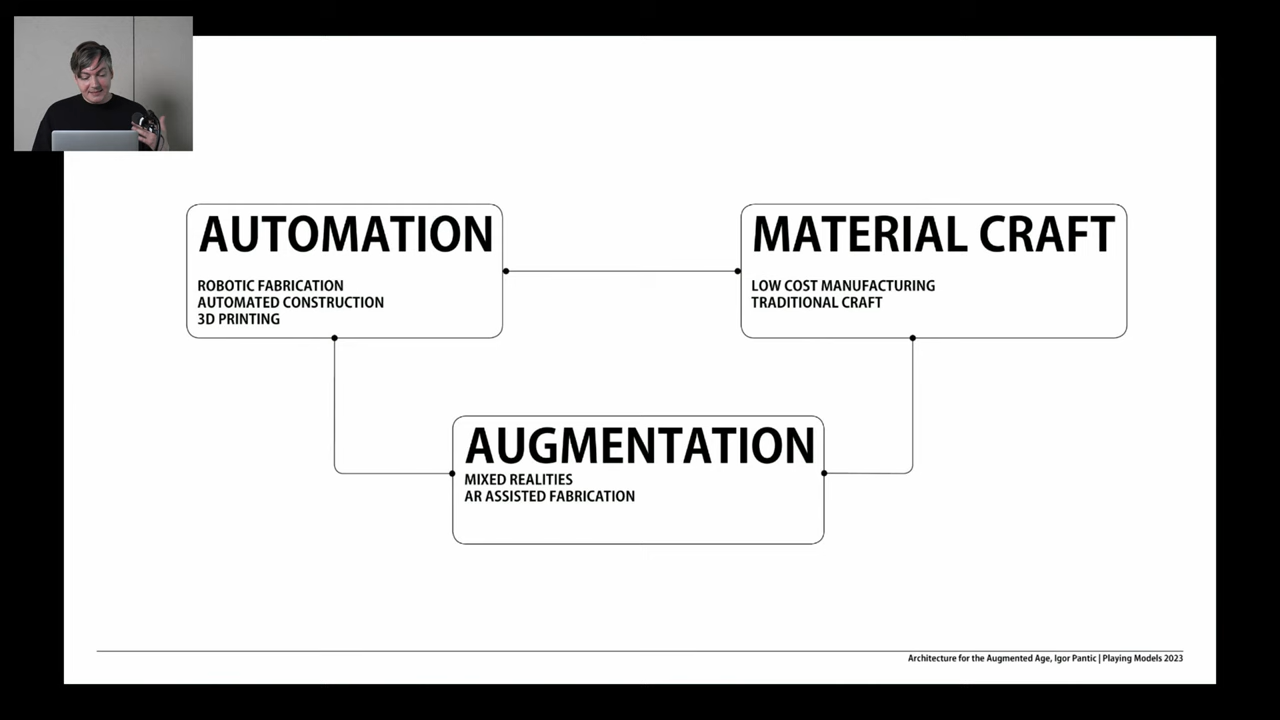 AUTOMATION
ROBOTIC FABRICATION
AUTOMATED CONSTRUCTION
3D PRINTING
MATERIAL CRAFT
LOW COST MANUFACTURING
TRADITIONAL CRAFT
AUGMENTATION
MIXED REALITIES
AR ASSISTED FABRICATION
Architecture for the Augmented Age, Igor Pantic | Playing Models 2023